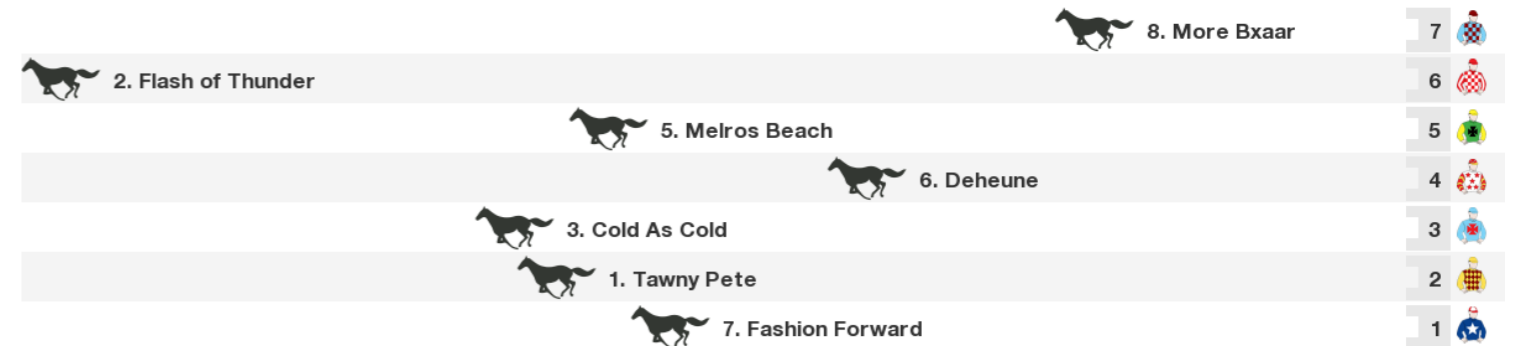 8. More Bxaar 7
2. Flash of Thunder 6
5. Melros Beach 5
6. Deheune 4
3. Cold As Cold 3
1. Tawny Pete 2
7. Fashion Forward 1